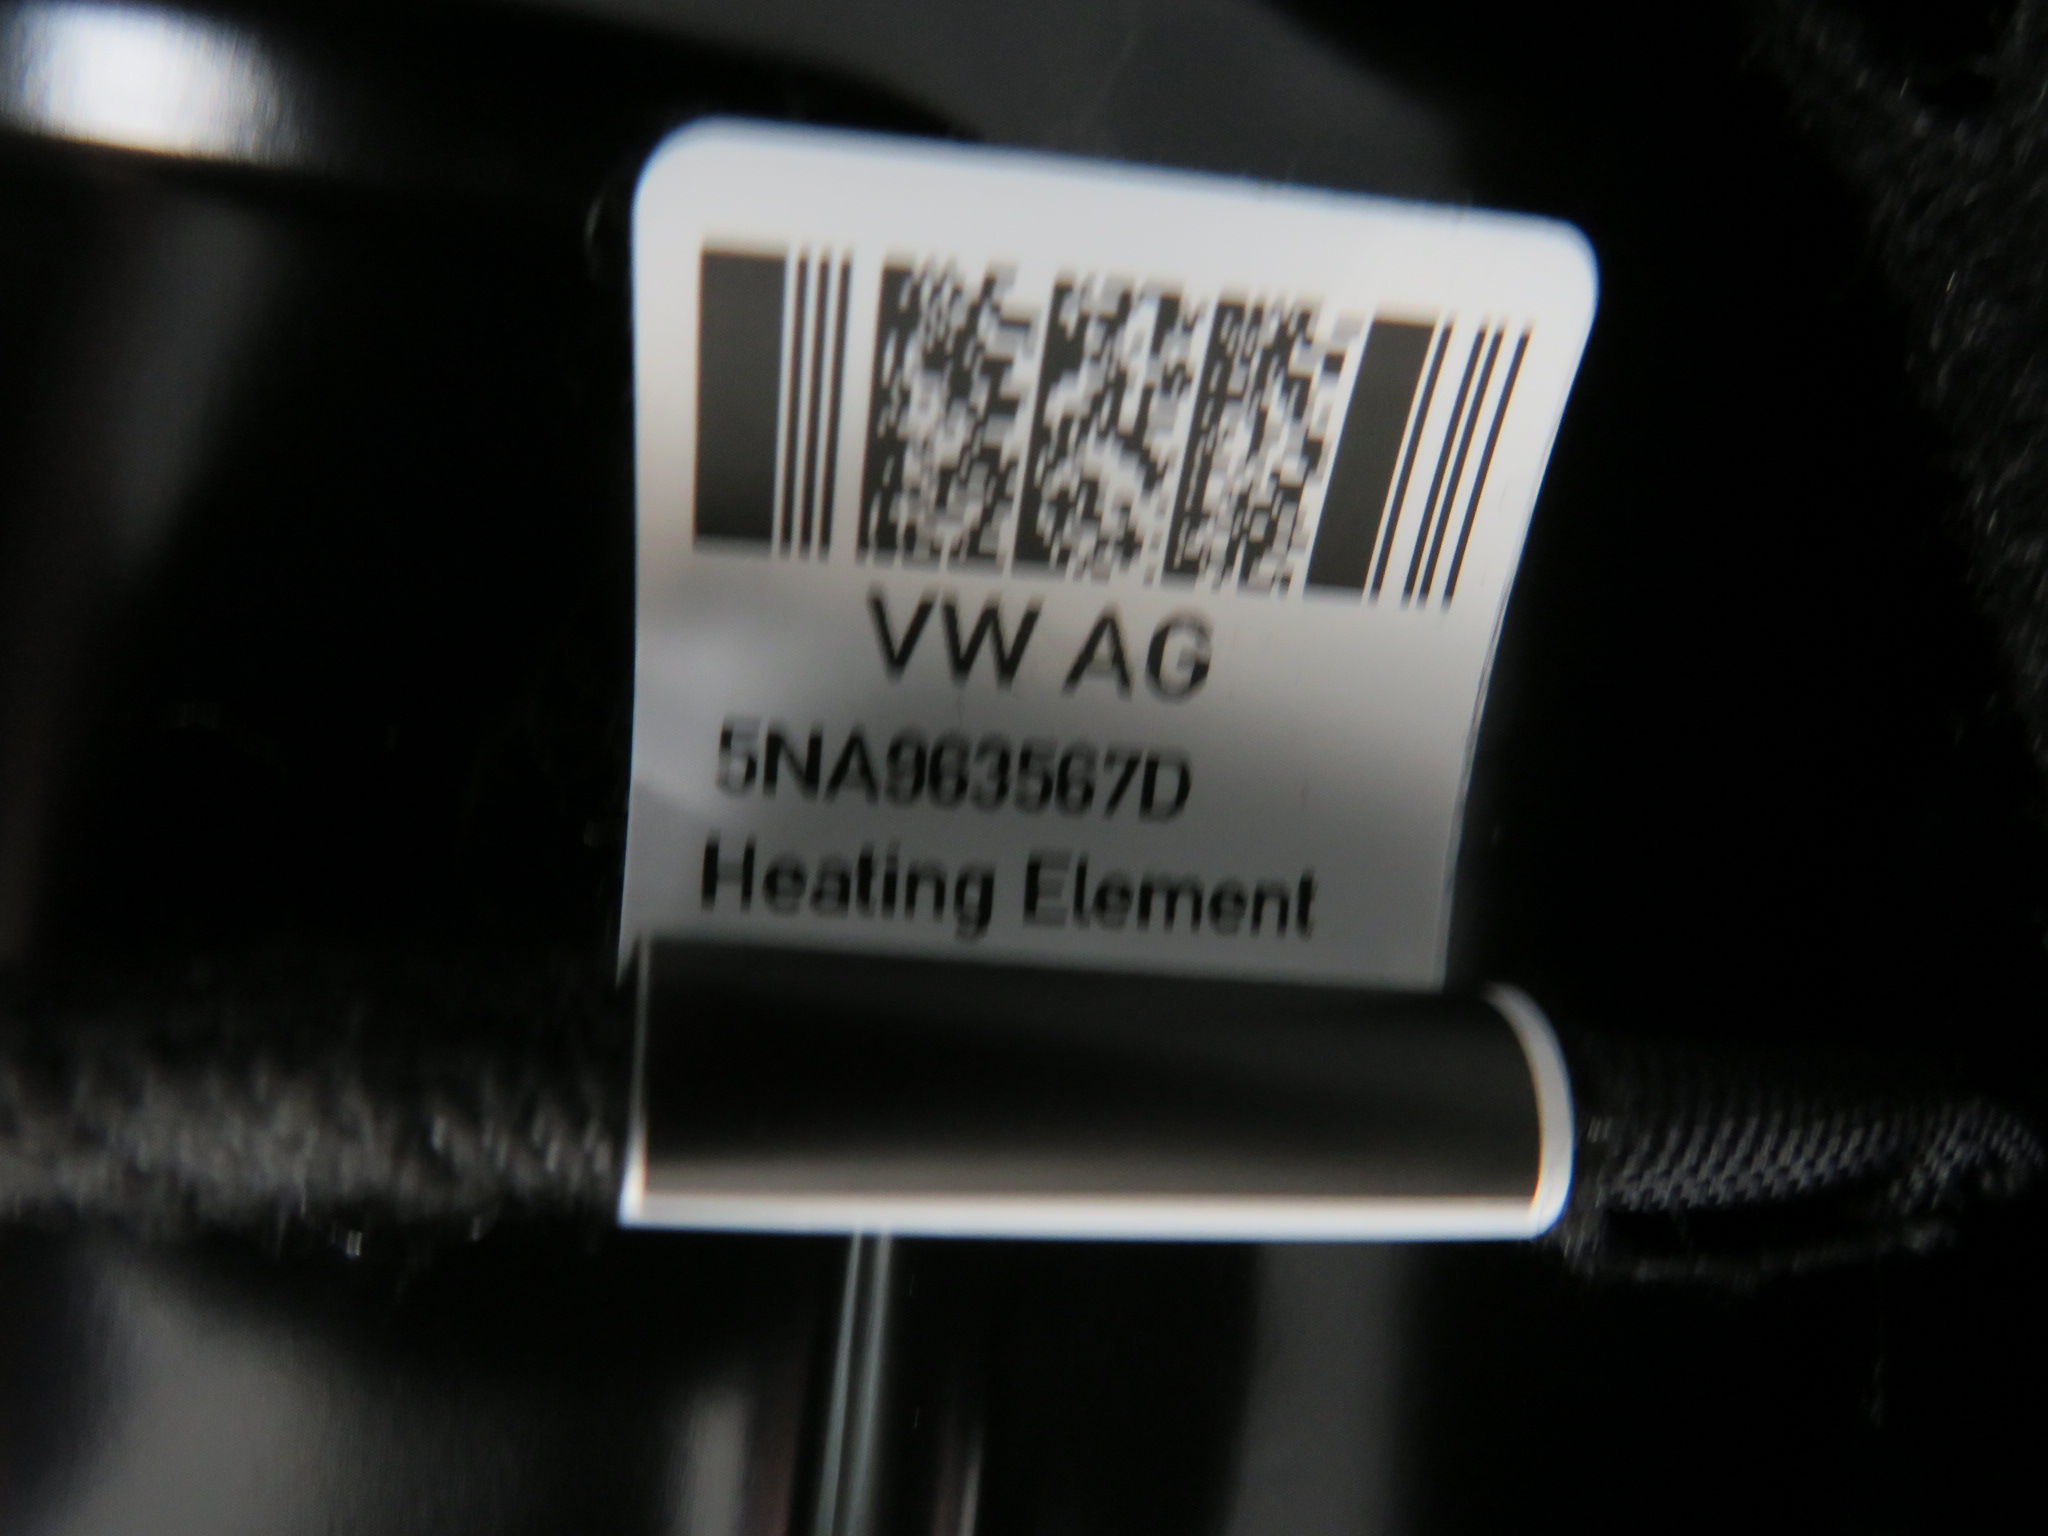 VW AG
5NA963567D
Heating Element